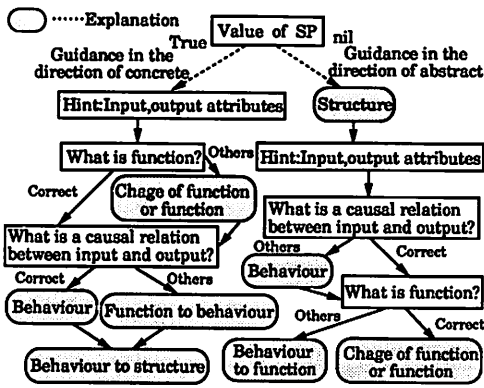 ······Explanation
Value of SP
True
nil
Guidance in the
direction of concrete
Guidance in the
direction of abstract
Hint:Input,output attributes
Structure
What is function?
Others
Hint:Input,output attributes
Correct
Chage of function
or function
What is a causal relation
between input and output?
What is a causal relation
between input and output?
Others
Correct
Correct
Others
Behaviour
What is function?
Behaviour
Function to behaviour
Others
Correct
Behaviour to structure
Behaviour
to function
Chage of function
or function